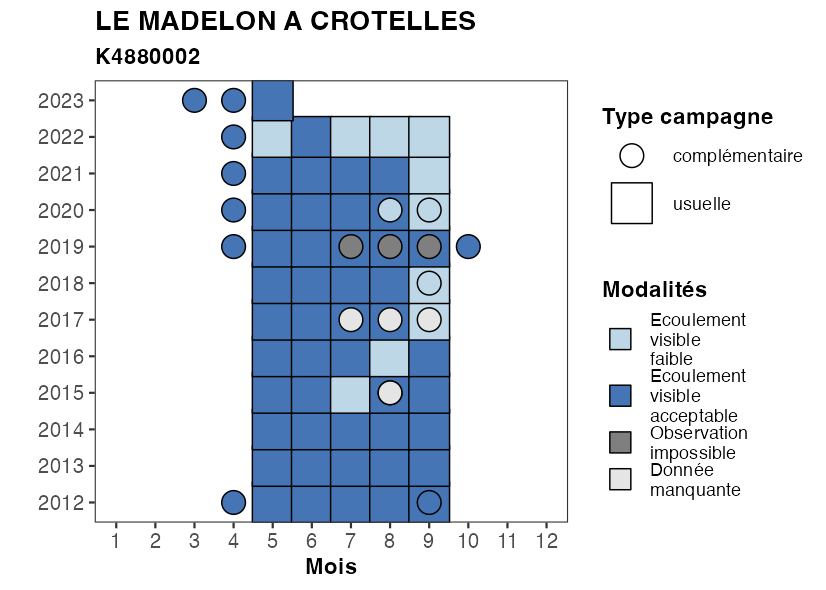 LE MADELON A CROTELLES
K4880002
2023
2022
2021
2020
2019
2018
2017
2016
2015
2014
2013
2012
1 2 3 4 5 6 7 8 9 10 11 12
Mois
Type campagne
complémentaire
usuelle
Modalités
Ecoulement
visible
faible
Ecoulement
visible
acceptable
Observation
impossible
Donnée
manquante